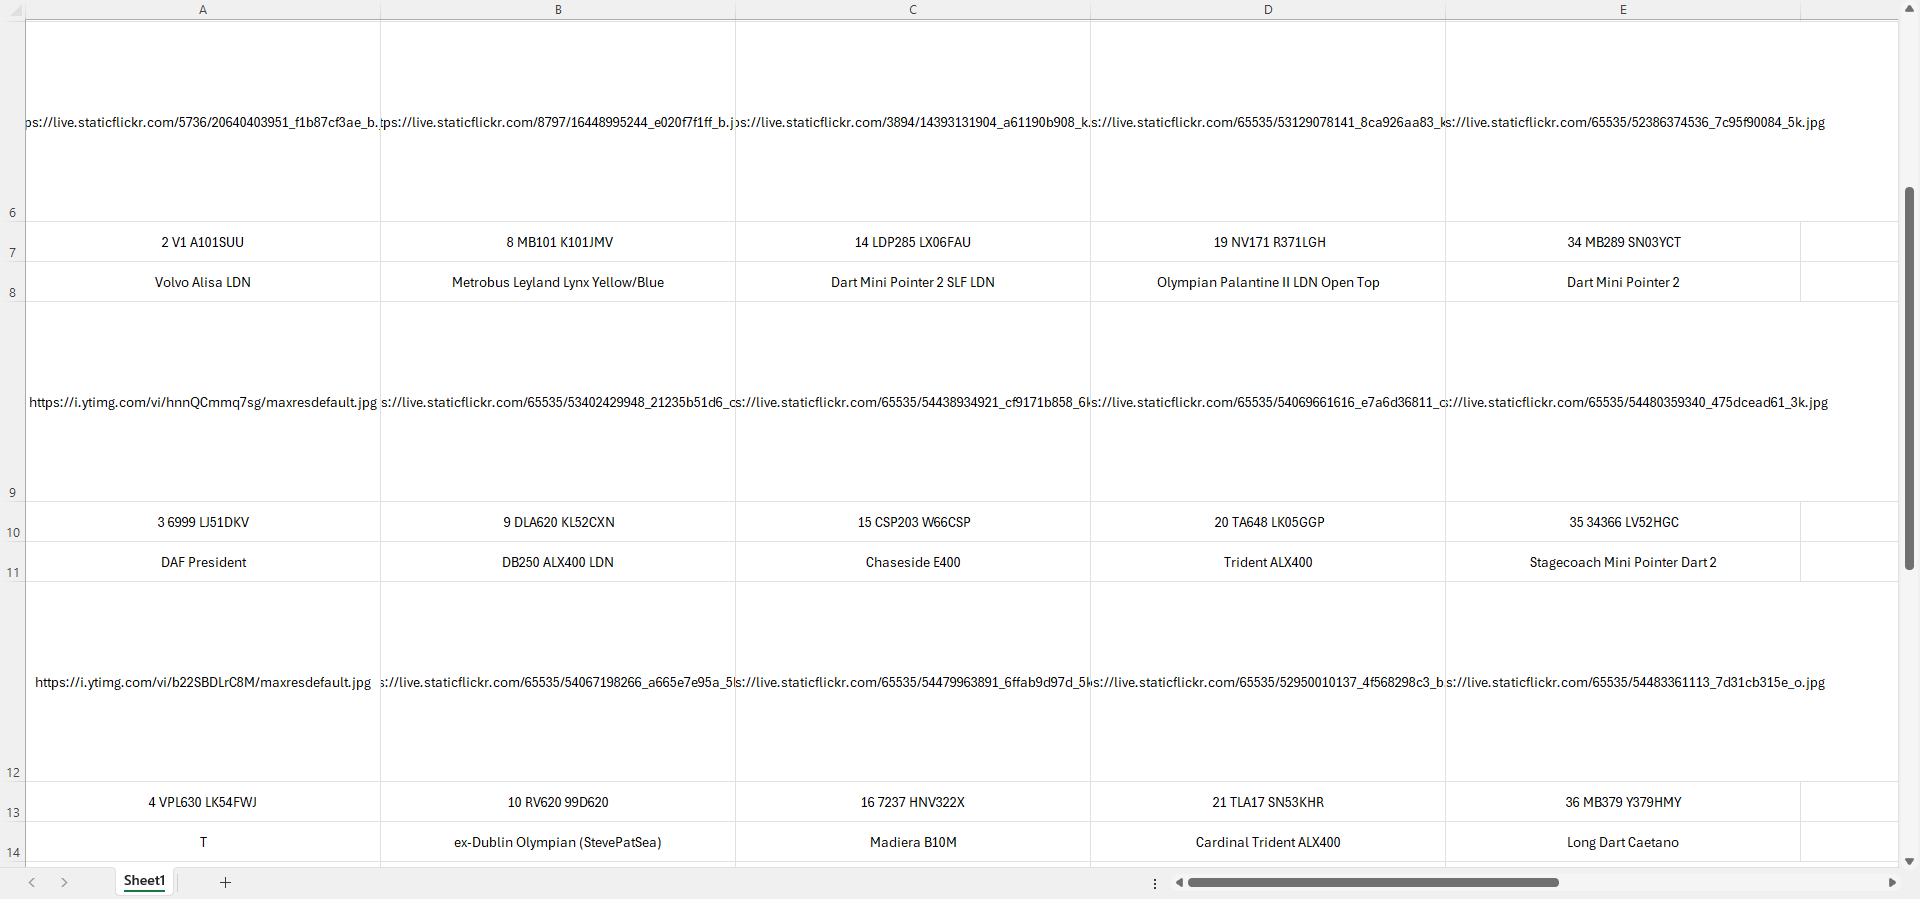 A B C D E
ps://live.staticflickr.com/5736/20640403951_f1b87cf3ae_b. tps://live.staticflickr.com/8797/16448995244_e020f7f1ff_b.j ps://live.staticflickr.com/3894/14393131904_a61190b908_k. s://live.staticflickr.com/65535/53129078141_8ca926aa83_k s://live.staticflickr.com/65535/52386374536_7c95f90084_5k.jpg
6
7 2 V1 A101SUU 8 MB101 K101JMV 14 LDP285 LX06FAU 19 NV171 R371LGH 34 MB289 SN03YCT
8 Volvo Alisa LDN Metrobus Leyland Lynx Yellow/Blue Dart Mini Pointer 2 SLF LDN Olympian Palantine II LDN Open Top Dart Mini Pointer 2
https://i.ytimg.com/vi/hnnQCmmq7sg/maxresdefault.jpg s://live.staticflickr.com/65535/53402429948_21235b51d6_c s://live.staticflickr.com/65535/54438934921_cf9171b858_6k s://live.staticflickr.com/65535/54069661616_e7a6d36811_c s://live.staticflickr.com/65535/54480359340_475dcead61_3k.jpg
9
10 3 6999 LJ51DKV 9 DLA620 KL52CXN 15 CSP203 W66CSP 20 TA648 LK05GGP 35 34366 LV52HGC
11 DAF President DB250 ALX400 LDN Chaseside E400 Trident ALX400 Stagecoach Mini Pointer Dart 2
https://i.ytimg.com/vi/b22SBDLrC8M/maxresdefault.jpg s://live.staticflickr.com/65535/54067198266_a665e7e95a_5k s://live.staticflickr.com/65535/54479963891_6ffab9d97d_5k s://live.staticflickr.com/65535/52950010137_4f568298c3_b s://live.staticflickr.com/65535/54483361113_7d31cb315e_o.jpg
12
13 4 VPL630 LK54FWJ 10 RV620 99D620 16 7237 HNV322X 21 TLA17 SN53KHR 36 MB379 Y379HMY
14 T ex-Dublin Olympian (StevePatSea) Madiera B10M Cardinal Trident ALX400 Long Dart Caetano
Sheet1